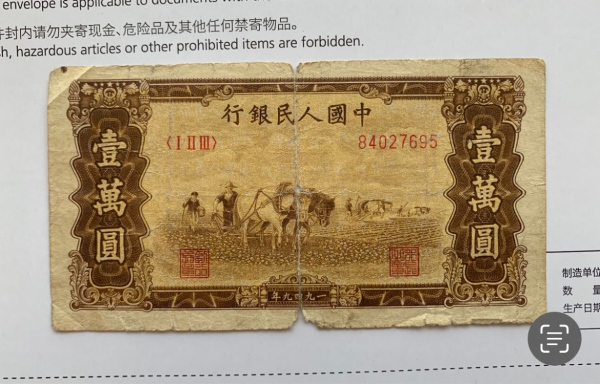 envelope is applicable to documents with
封内请勿夹寄现金、危险品及其他任何禁寄物品。
sh, hazardous articles or other prohibited items are forbidden.
行銀民人國中
〈I II III〉
84027695
壹萬圓
壹萬圓
年九四九一
制造单位
数 量
生产日期